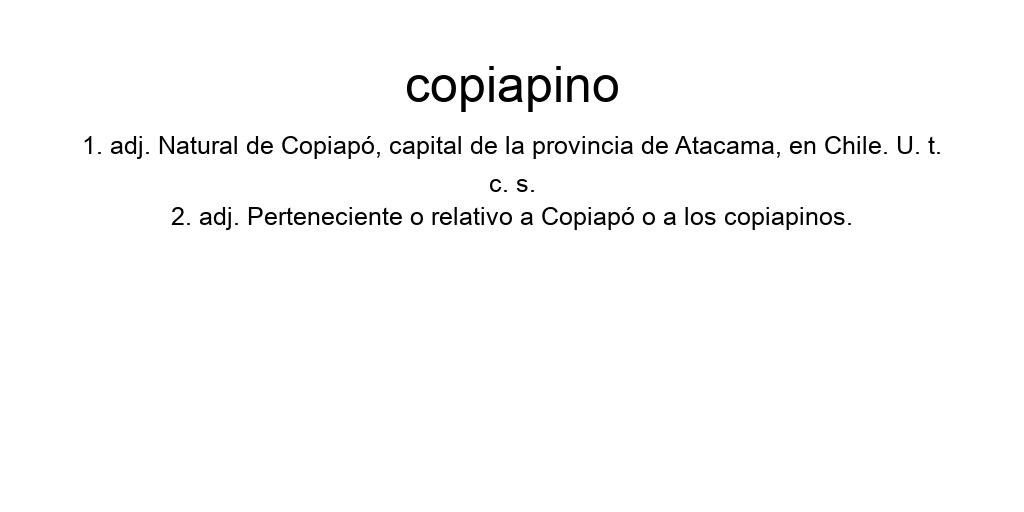 copiapino
1. adj. Natural de Copiapó, capital de la provincia de Atacama, en Chile. U. t.
c. s.
2. adj. Perteneciente o relativo a Copiapó o a los copiapinos.